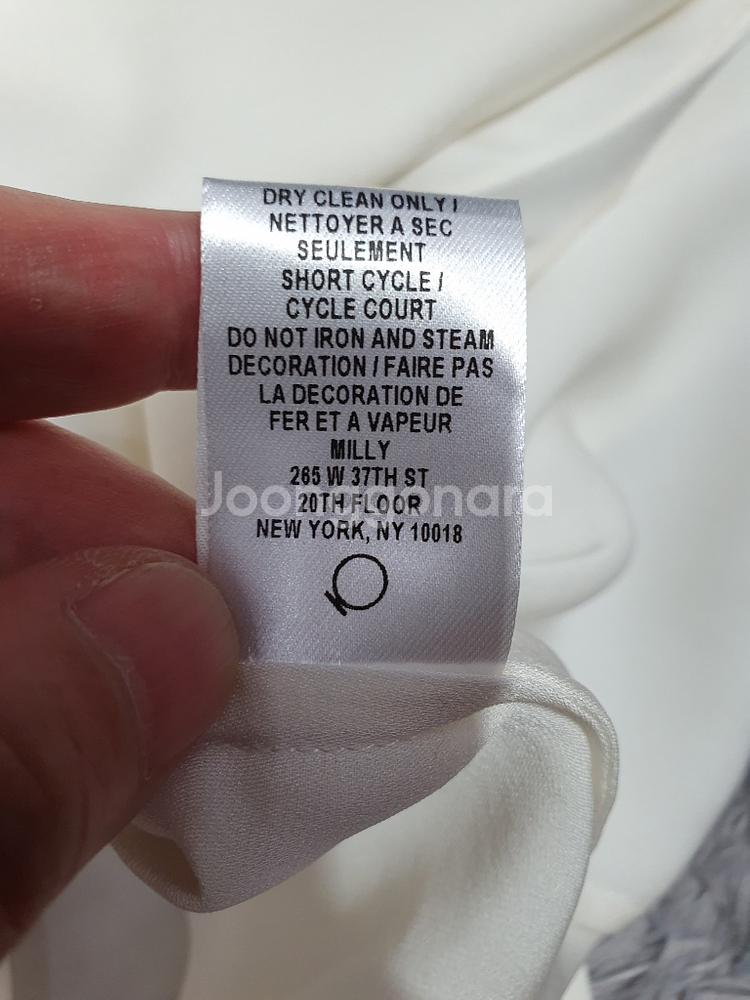 DRY CLEAN ONLY /
NETTOYER A SEC
SEULEMENT
SHORT CYCLE /
CYCLE COURT
DO NOT IRON AND STEAM
DECORATION / FAIRE PAS
LA DECORATION DE
FER ET A VAPEUR
MILLY
265 W 37TH ST
Joonggonara
20TH FLOOR
NEW YORK, NY 10018